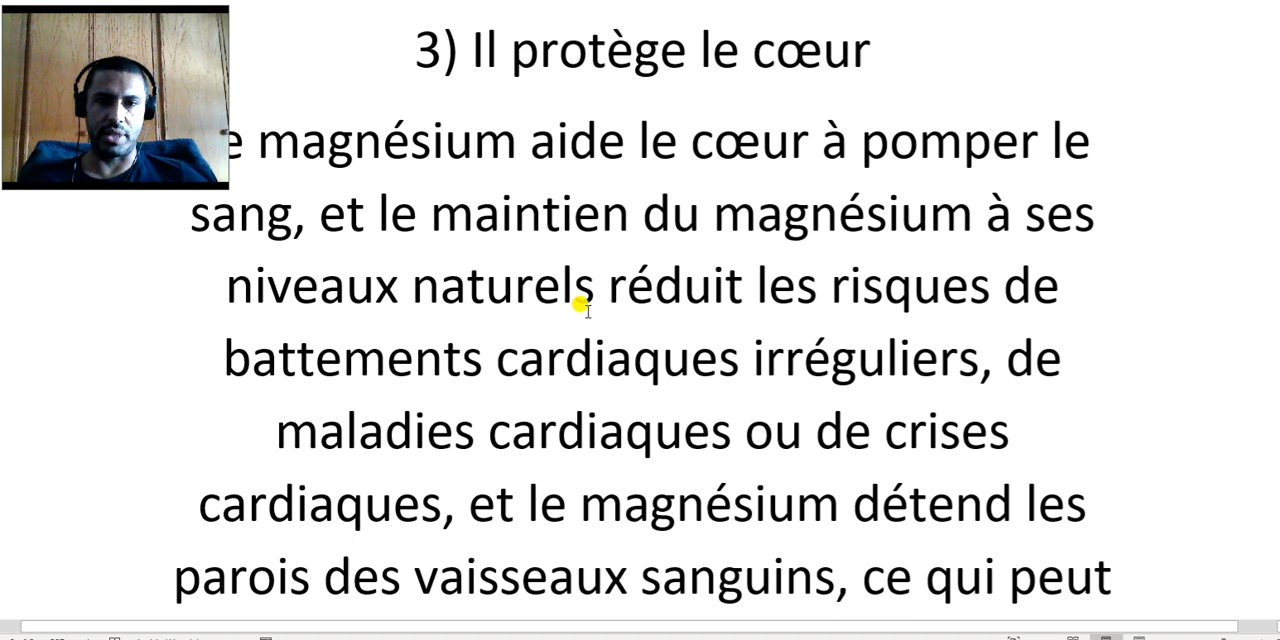 3) Il protège le cœur
magnésium aide le cœur à pomper le
sang, et le maintien du magnésium à ses
niveaux naturels réduit les risques de
battements cardiaques irréguliers, de
maladies cardiaques ou de crises
cardiaques, et le magnésium détend les
parois des vaisseaux sanguins, ce qui peut